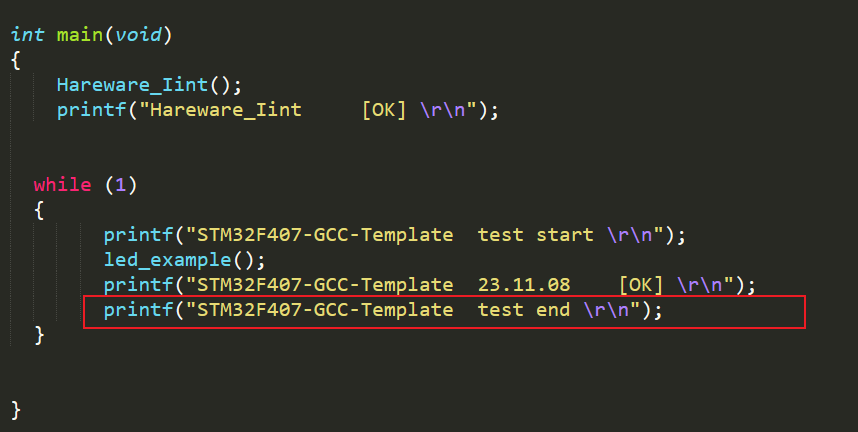 int main(void)
{
    Hareware_Iint();
    printf("Hareware_Iint     [OK] \r\n");
  while (1)
  {
        printf("STM32F407-GCC-Template  test start \r\n");
        led_example();
        printf("STM32F407-GCC-Template  23.11.08    [OK] \r\n");
        printf("STM32F407-GCC-Template  test end \r\n");
  }
}